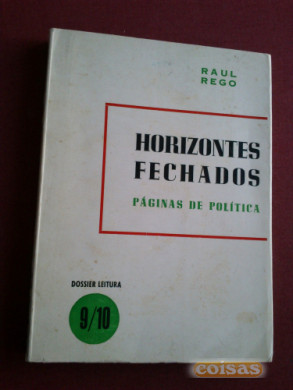 RAUL
REGO
HORIZONTES
FECHADOS
PÁGINAS DE POLÍTICA
DOSSIER LEITURA
9/10
coisas